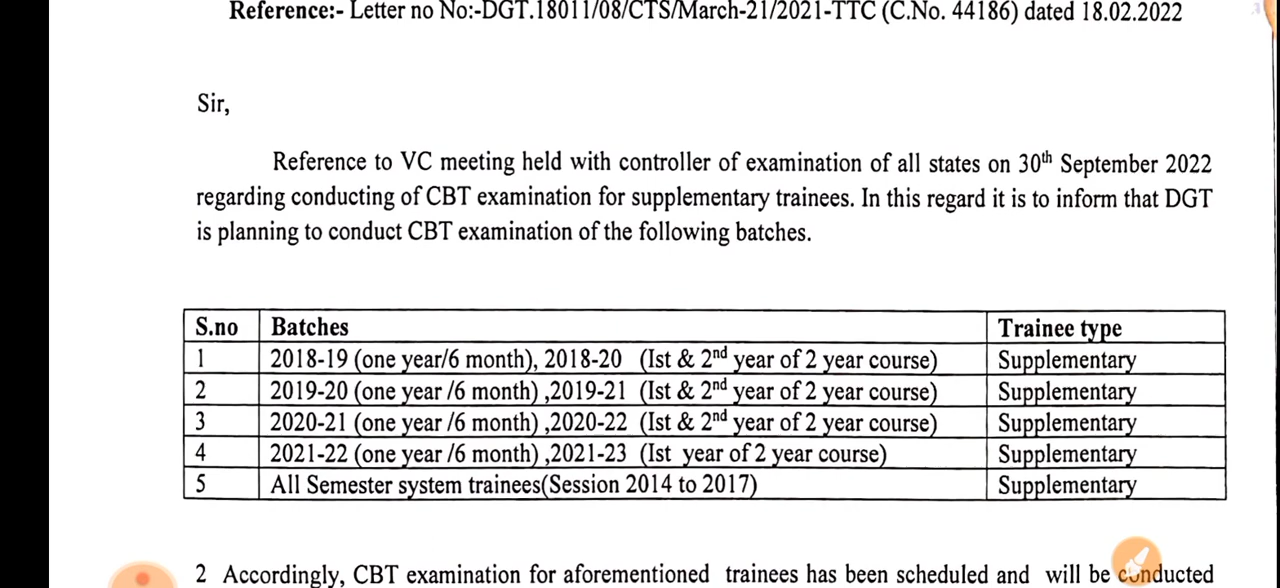 Reference:- Letter no No:-DGT.18011/08/CTS/March-21/2021-TTC (C.No. 44186) dated 18.02.2022
Sir,
Reference to VC meeting held with controller of examination of all states on 30th September 2022
regarding conducting of CBT examination for supplementary trainees. In this regard it is to inform that DGT
is planning to conduct CBT examination of the following batches.
S.no Batches Trainee type
1 2018-19 (one year/6 month), 2018-20 (Ist & 2nd year of 2 year course) Supplementary
2 2019-20 (one year /6 month) ,2019-21 (Ist & 2nd year of 2 year course) Supplementary
3 2020-21 (one year /6 month) ,2020-22 (Ist & 2nd year of 2 year course) Supplementary
4 2021-22 (one year /6 month) ,2021-23 (Ist year of 2 year course) Supplementary
5 All Semester system trainees(Session 2014 to 2017) Supplementary
2 Accordingly, CBT examination for aforementioned trainees has been scheduled and will be conducted